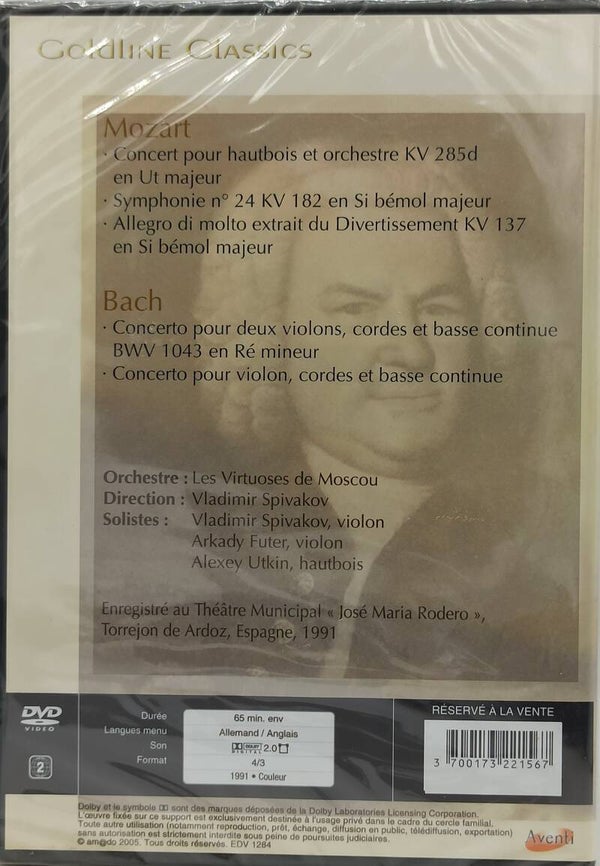 Goldline Classics
Mozart
· Concert pour hautbois et orchestre KV 285d
en Ut majeur
· Symphonie n° 24 KV 182 en Si bémol majeur
· Allegro di molto extrait du Divertissement KV 137
en Si bémol majeur
Bach
· Concerto pour deux violons, cordes et basse continue
BWV 1043 en Ré mineur
· Concerto pour violon, cordes et basse continue
Orchestre : Les Virtuoses de Moscou
Direction : Vladimir Spivakov
Solistes : Vladimir Spivakov, violon
Arkady Futer, violon
Alexey Utkin, hautbois
Enregistré au Théâtre Municipal « José Maria Rodero »,
Torrejon de Ardoz, Espagne, 1991
DVD
VIDEO
2
Durée 65 min. env
Langues menu Allemand / Anglais
Son DOLBY DIGITAL 2.0
Format 4/3
1991 • Couleur
RÉSERVÉ À LA VENTE
3 700173 221567
Dolby et le symbole DD sont des marques déposées de la Dolby Laboratories Licensing Corporation.
L'œuvre fixée sur ce support est exclusivement destinée à l'usage privé dans le cadre du cercle familial.
Toute autre utilisation (notamment reproduction, prêt, échange, diffusion en public, télédiffusion, exportation)
sans autorisation est strictement interdite sous peine de poursuites judiciaires.
© am@do 2005. Tous droits réservés. EDV 1284
Aventi